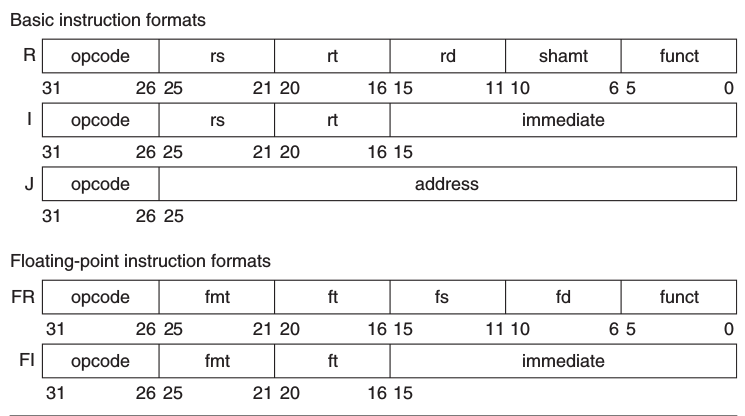 Basic instruction formats
R opcode rs rt rd shamt funct
31 26 25 21 20 16 15 11 10 6 5 0
I opcode rs rt immediate
31 26 25 21 20 16 15
J opcode address
31 26 25
Floating-point instruction formats
FR opcode fmt ft fs fd funct
31 26 25 21 20 16 15 11 10 6 5 0
FI opcode fmt ft immediate
31 26 25 21 20 16 15